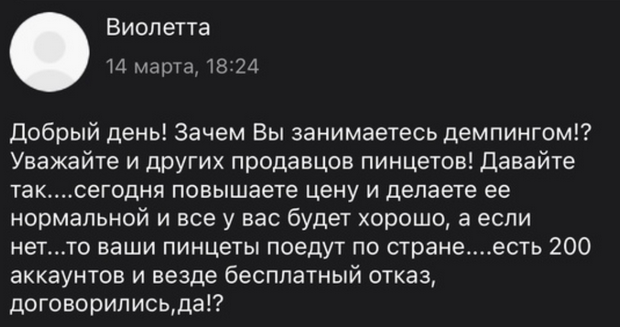 Виолетта
14 марта, 18:24
Добрый день! Зачем Вы занимаетесь демпингом!?
Уважайте и других продавцов пинцетов! Давайте
так....сегодня повышаете цену и делаете ее
нормальной и все у вас будет хорошо, а если
нет...то ваши пинцеты поедут по стране....есть 200
аккаунтов и везде бесплатный отказ,
договорились,да!?